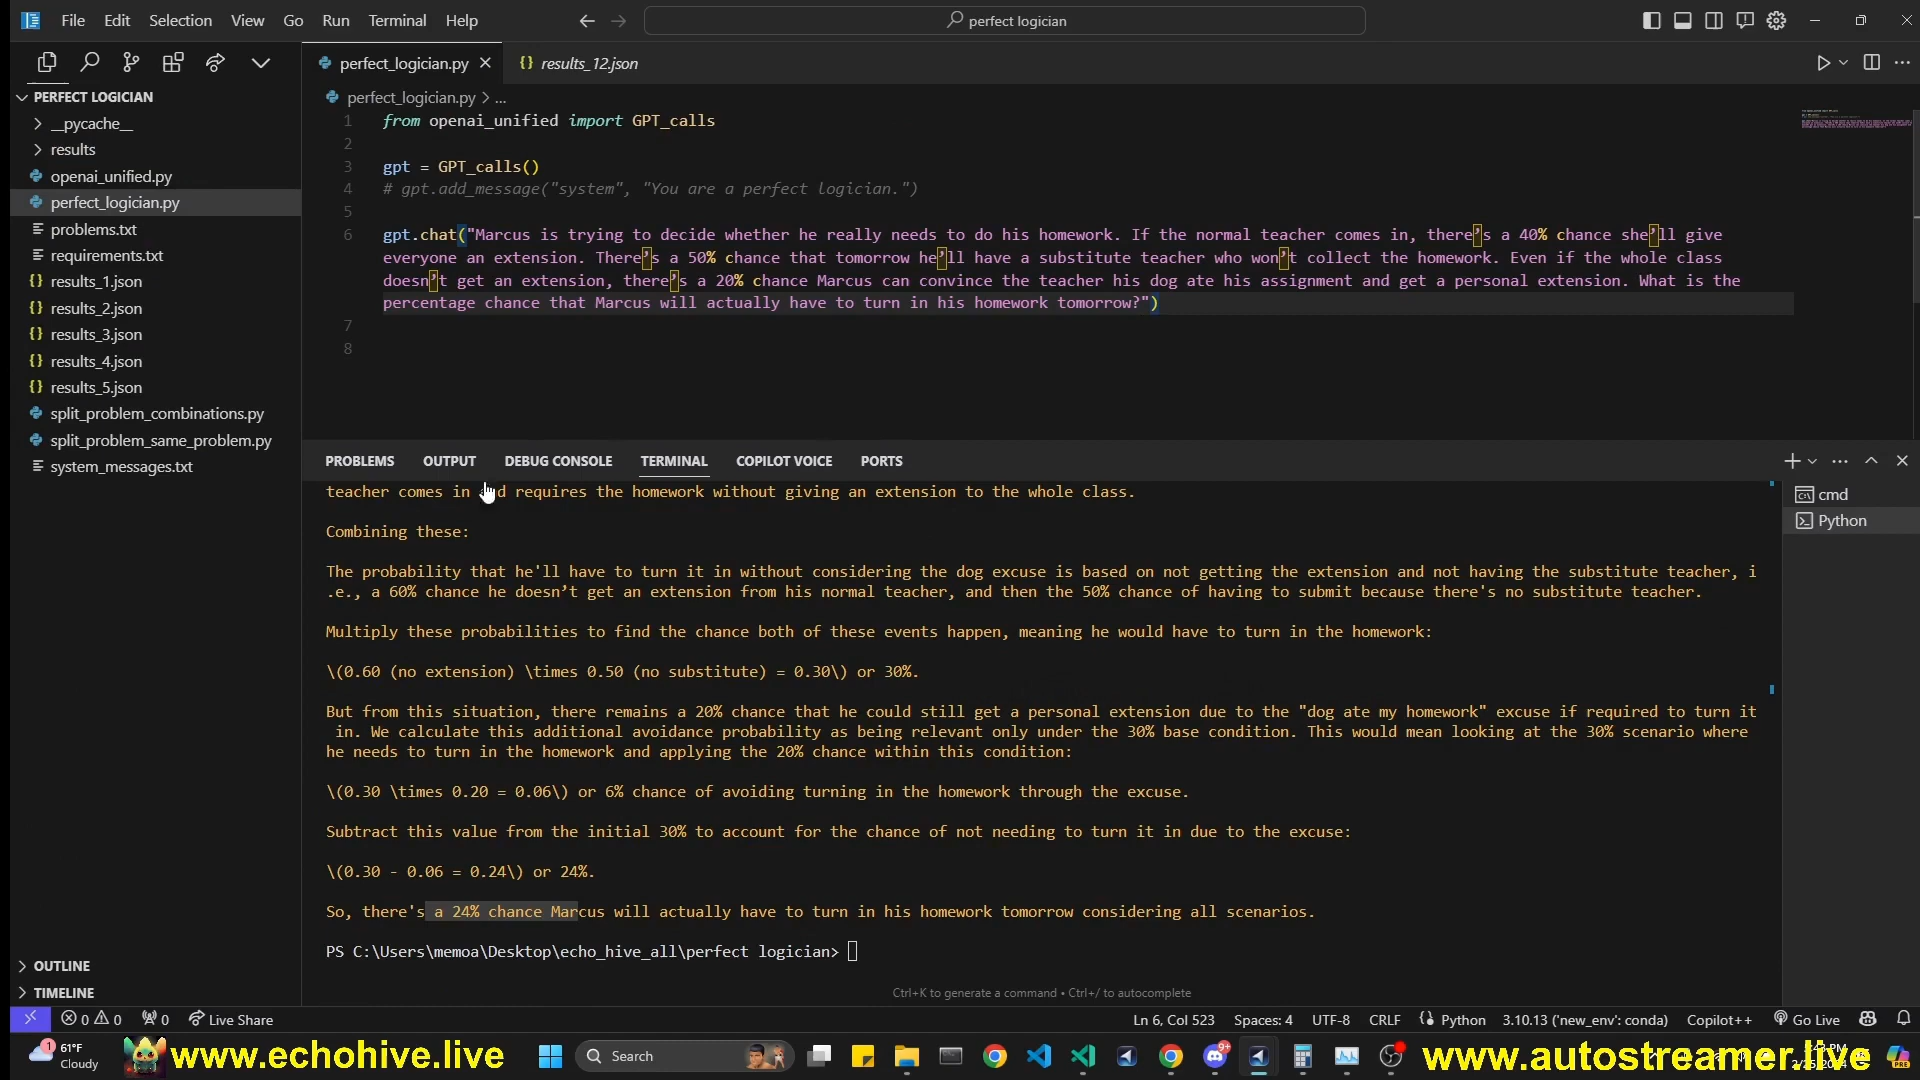 File Edit Selection View Go Run Terminal Help
perfect logician
PERFECT LOGICIAN
__pycache__
results
openai_unified.py
perfect_logician.py
problems.txt
requirements.txt
results_1.json
results_2.json
results_3.json
results_4.json
results_5.json
split_problem_combinations.py
split_problem_same_problem.py
system_messages.txt
OUTLINE
TIMELINE
perfect_logician.py
{} results_12.json
perfect_logician.py > ...
1 from openai_unified import GPT_calls
2
3 gpt = GPT_calls()
4 # gpt.add_message("system", "You are a perfect logician.")
5
6 gpt.chat("Marcus is trying to decide whether he really needs to do his homework. If the normal teacher comes in, there’s a 40% chance she’ll give
everyone an extension. There’s a 50% chance that tomorrow he’ll have a substitute teacher who won’t collect the homework. Even if the whole class
doesn’t get an extension, there’s a 20% chance Marcus can convince the teacher his dog ate his assignment and get a personal extension. What is the
percentage chance that Marcus will actually have to turn in his homework tomorrow?")
7
8
PROBLEMS OUTPUT DEBUG CONSOLE TERMINAL COPILOT VOICE PORTS
cmd
Python
teacher comes in and requires the homework without giving an extension to the whole class.
Combining these:
The probability that he'll have to turn it in without considering the dog excuse is based on not getting the extension and not having the substitute teacher, i
.e., a 60% chance he doesn’t get an extension from his normal teacher, and then the 50% chance of having to submit because there's no substitute teacher.
Multiply these probabilities to find the chance both of these events happen, meaning he would have to turn in the homework:
\(0.60 (no extension) \times 0.50 (no substitute) = 0.30\) or 30%.
But from this situation, there remains a 20% chance that he could still get a personal extension due to the "dog ate my homework" excuse if required to turn it
in. We calculate this additional avoidance probability as being relevant only under the 30% base condition. This would mean looking at the 30% scenario where
he needs to turn in the homework and applying the 20% chance within this condition:
\(0.30 \times 0.20 = 0.06\) or 6% chance of avoiding turning in the homework through the excuse.
Subtract this value from the initial 30% to account for the chance of not needing to turn it in due to the excuse:
\(0.30 - 0.06 = 0.24\) or 24%.
So, there's a 24% chance Marcus will actually have to turn in his homework tomorrow considering all scenarios.
PS C:\Users\memoa\Desktop\echo_hive_all\perfect logician>
Ctrl+K to generate a command • Ctrl+/ to autocomplete
0 0 0 Live Share
Ln 6, Col 523 Spaces: 4 UTF-8 CRLF Python 3.10.13 ('new_env': conda) Copilot++ Go Live
1 61°F
Cloudy
www.echohive.live
Search
9+
www.autostreamer.live
PRE